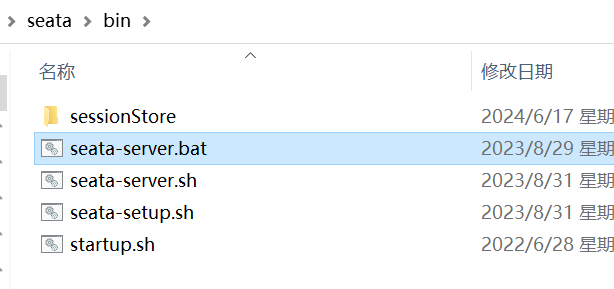 seata > bin >
名称 修改日期
sessionStore 2024/6/17 星期
seata-server.bat 2023/8/29 星期
seata-server.sh 2023/8/31 星期
seata-setup.sh 2023/8/31 星期
startup.sh 2022/6/28 星期